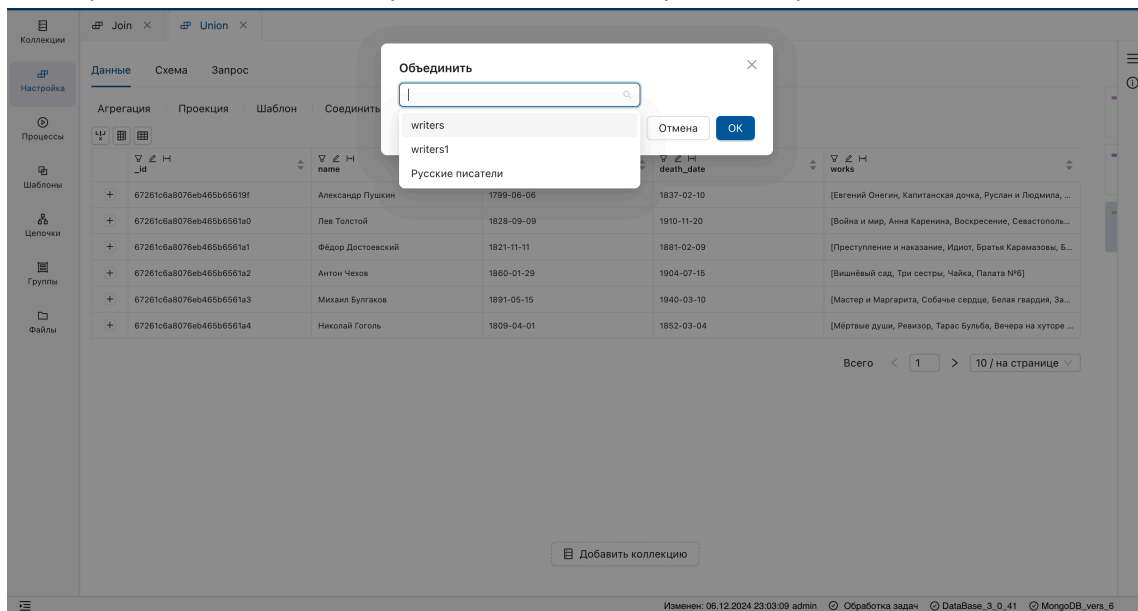 Join
Union
Коллекции
Объединить
Данные Схема Запрос
Настройка
Агрегация Проекция Шаблон Соединить
writers
Отмена OK
Процессы
writers1
_id name death_date works
Русские писатели
Шаблоны
67261c6a8076eb465b65619f Александр Пушкин 1799-06-06 1837-02-10 [Евгений Онегин, Капитанская дочка, Руслан и Людмила, ...
67261c6a8076eb465b6561a0 Лев Толстой 1828-09-09 1910-11-20 [Война и мир, Анна Каренина, Воскресение, Севастополь...
Цепочки
67261c6a8076eb465b6561a1 Фёдор Достоевский 1821-11-11 1881-02-09 [Преступление и наказание, Идиот, Братья Карамазовы, Б...
67261c6a8076eb465b6561a2 Антон Чехов 1860-01-29 1904-07-15 [Вишнёвый сад, Три сестры, Чайка, Палата №6]
Группы
67261c6a8076eb465b6561a3 Михаил Булгаков 1891-05-15 1940-03-10 [Мастер и Маргарита, Собачье сердце, Белая гвардия, За...
67261c6a8076eb465b6561a4 Николай Гоголь 1809-04-01 1852-03-04 [Мёртвые души, Ревизор, Тарас Бульба, Вечера на хуторе ...
Файлы
Всего < 1 > 10 / на странице
Добавить коллекцию
Изменен: 06.12.2024 23:03:09 admin Обработка задач DataBase_3_0_41 MongoDB_vers_6